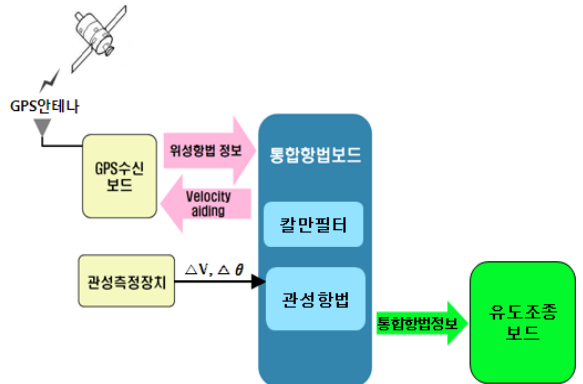 GPS안테나
GPS수신
보드
위성항법 정보
Velocity
aiding
통합항법보드
칼만필터
관성측정장치
△V, △ θ
관성항법
통합항법정보
유도조종
보드